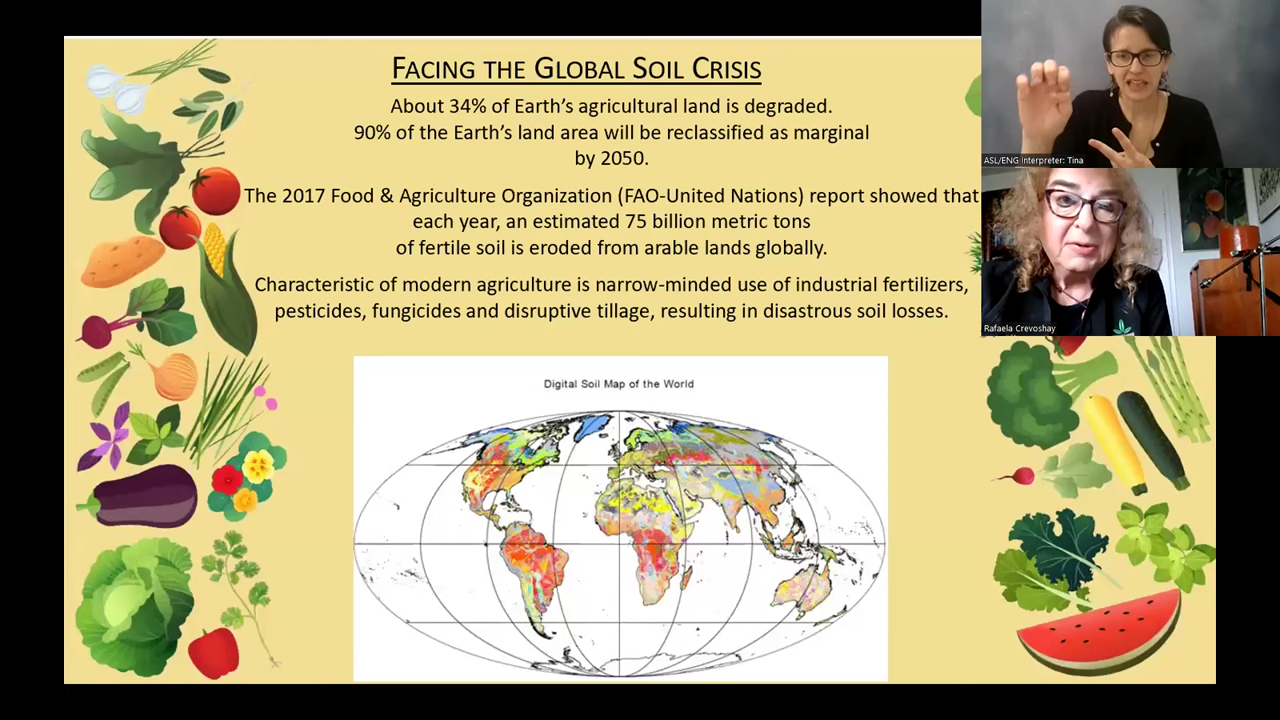 FACING THE GLOBAL SOIL CRISIS
About 34% of Earth's agricultural land is degraded.
90% of the Earth's land area will be reclassified as marginal
by 2050.
The 2017 Food & Agriculture Organization (FAO-United Nations) report showed that
each year, an estimated 75 billion metric tons
of fertile soil is eroded from arable lands globally.
Characteristic of modern agriculture is narrow-minded use of industrial fertilizers,
pesticides, fungicides and disruptive tillage, resulting in disastrous soil losses.
Digital Soil Map of the World
ASL/ENG Interpreter: Tina
Rafaela Crevoshay